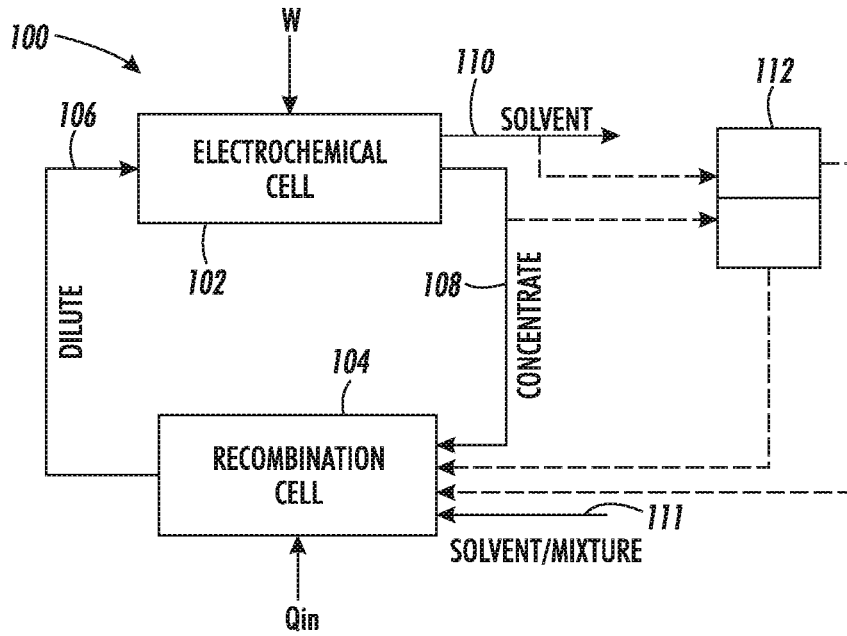 100
W
110
112
106
SOLVENT
ELECTROCHEMICAL
CELL
102
108
DILUTE
CONCENTRATE
104
RECOMBINATION
CELL
111
SOLVENT/MIXTURE
Qin